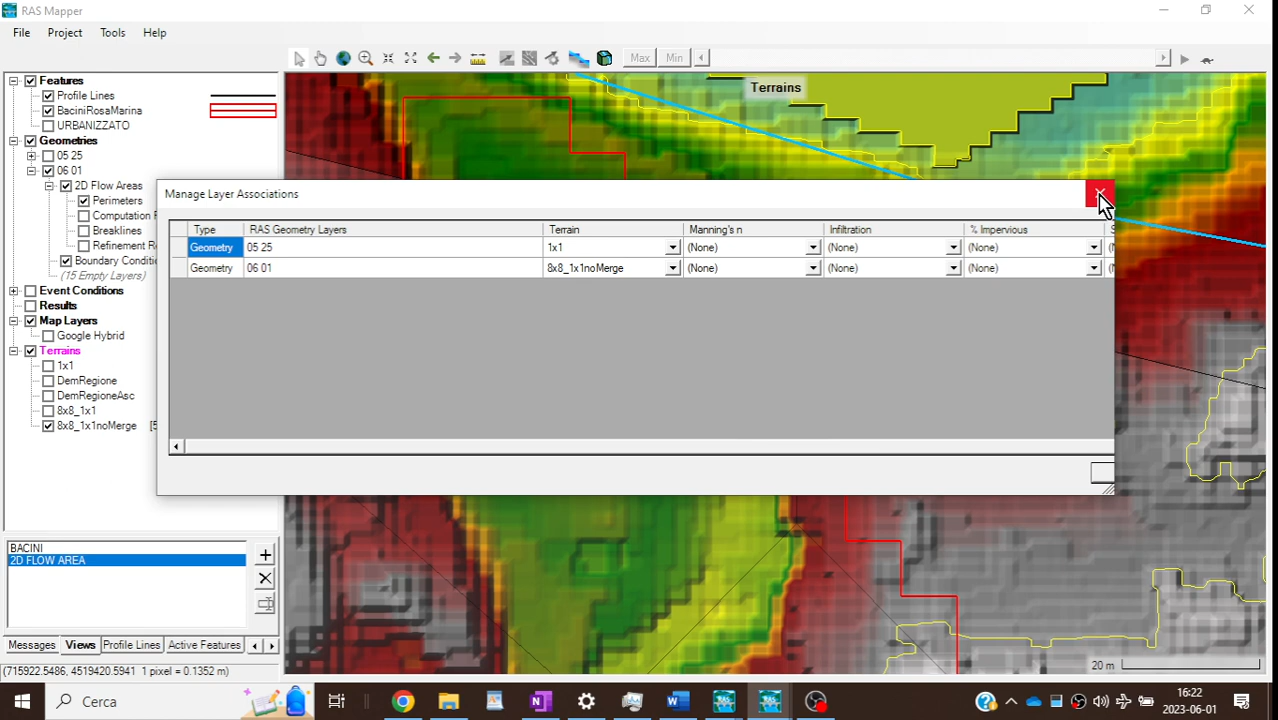 RAS Mapper
File Project Tools Help
Max Min
Features
Profile Lines
BaciniRosaMarina
URBANIZZATO
Geometries
05 25
06 01
2D Flow Areas
Perimeters
Computation
Breaklines
Refinement R
Boundary Conditi
(15 Empty Layers)
Event Conditions
Results
Map Layers
Google Hybrid
Terrains
1x1
DemRegione
DemRegioneAsc
8x8_1x1
8x8_1x1noMerge [5
Terrains
Manage Layer Associations
Type RAS Geometry Layers Terrain Manning's n Infiltration % Impervious S
Geometry 05 25 1x1 (None) (None) (None)
Geometry 06 01 8x8_1x1noMerge (None) (None) (None)
BACINI
2D FLOW AREA
Messages Views Profile Lines Active Features
(715922.5486, 4519420.5941 1 pixel = 0.1352 m)
20 m
Cerca
16:22
2023-06-01